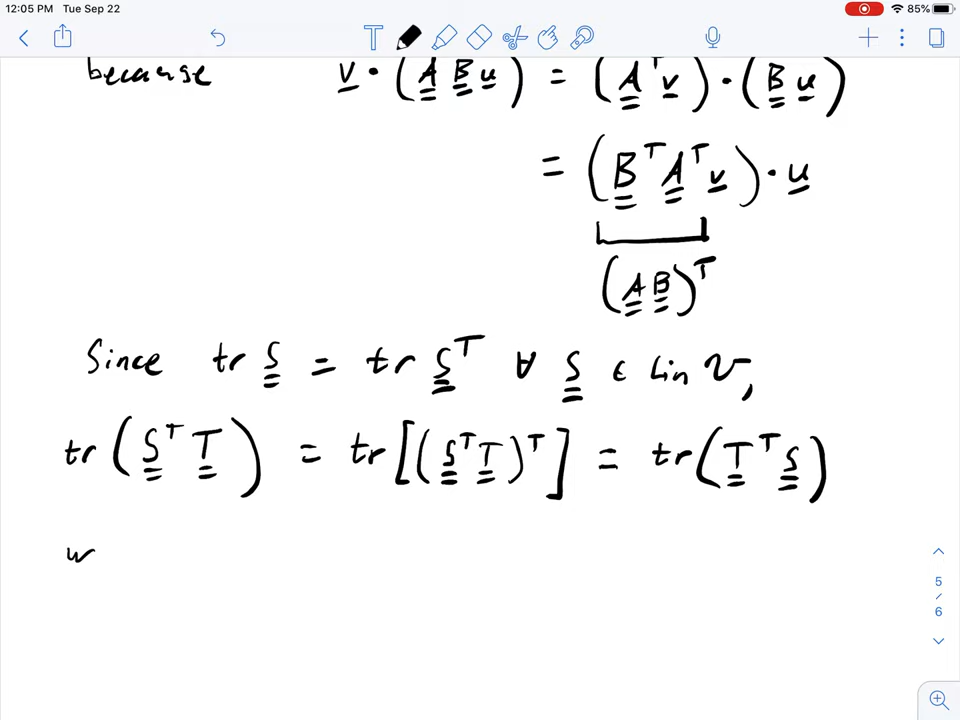 12:05 PM Tue Sep 22 85%
because v · (A B u) = (Aᵀ v) · (B u)
= (Bᵀ Aᵀ v) · u
(A B)ᵀ
Since tr S = tr Sᵀ ∀ S ∈ Lin V,
tr (Sᵀ T) = tr [(Sᵀ T)ᵀ] = tr (Tᵀ S)
w
5
/
6